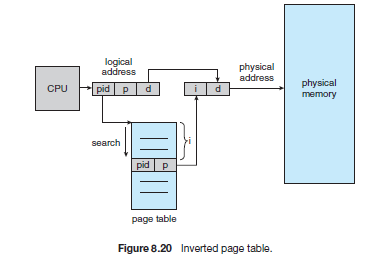 logical
address
physical
address
CPU
pid p d
i d
physical
memory
search
i
pid p
page table
Figure 8.20 Inverted page table.